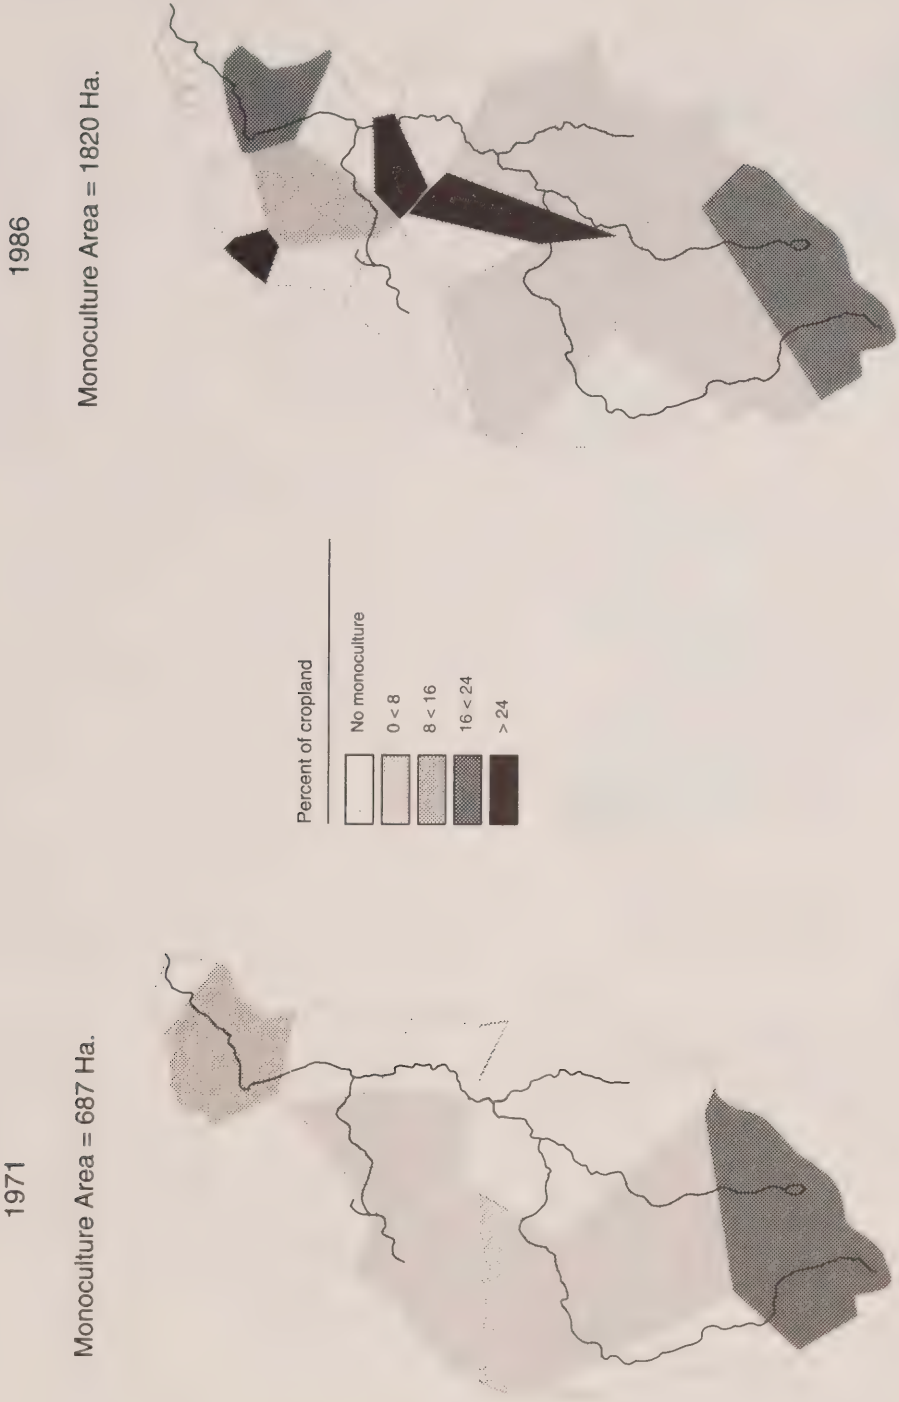 1971
Monoculture Area = 687 Ha.
Percent of cropland
No monoculture
0 < 8
8 < 16
16 < 24
> 24
1986
Monoculture Area = 1820 Ha.